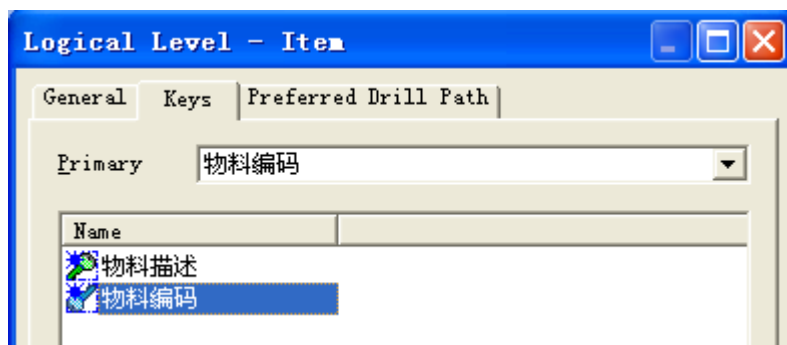 Logical Level - Item
General Keys Preferred Drill Path
Primary 物料编码
Name
物料描述
物料编码